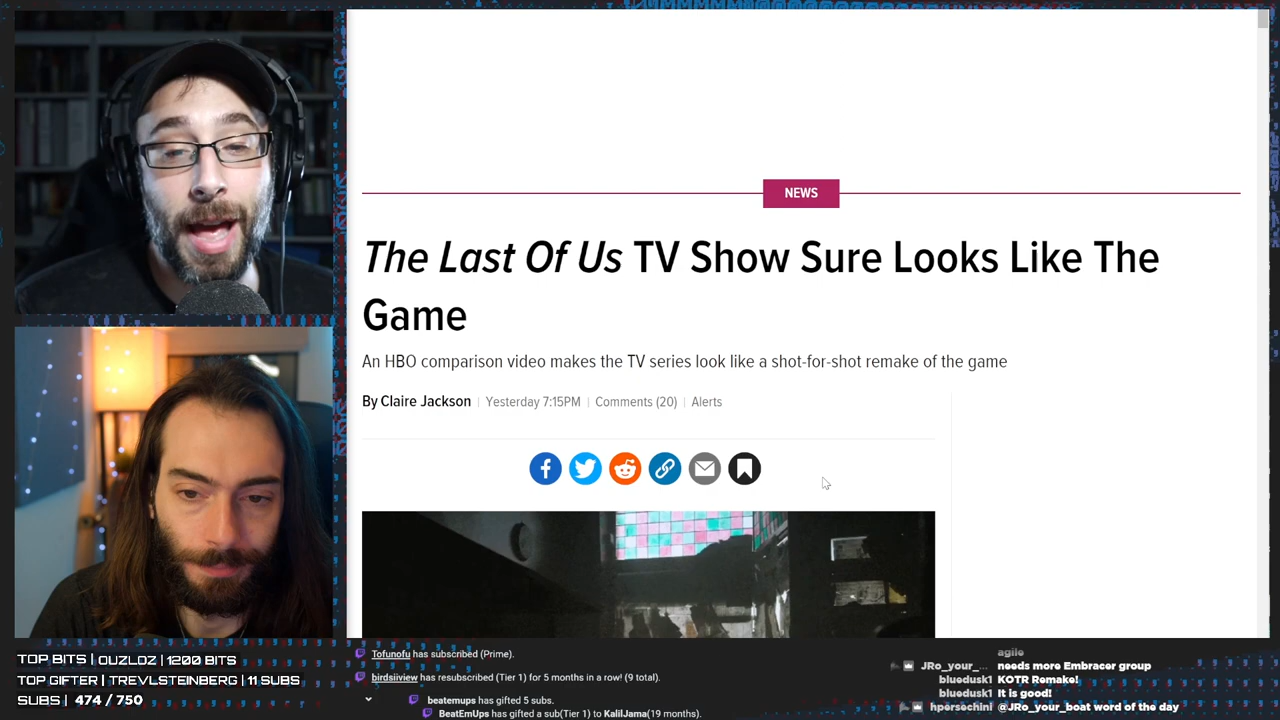 NEWS
The Last Of Us TV Show Sure Looks Like The
Game
An HBO comparison video makes the TV series look like a shot-for-shot remake of the game
By Claire Jackson | Yesterday 7:15PM | Comments (20) | Alerts
TOP BITS | OUZLOZ | 1200 BITS
TOP GIFTER | TREVLSTEINBERG | 11 SUBS
SUBS | 474 / 750
Tofunofu has subscribed (Prime).
birdsiiview has resubscribed (Tier 1) for 5 months in a row! (9 total).
beatemups has gifted 5 subs.
BeatEmUps has gifted a sub(Tier 1) to KalilJama(19 months).
agile
JRo_your_... needs more Embracer group
bluedusk1 KOTR Remake!
bluedusk1 It is good!
hpersechini @JRo_your_boat word of the day